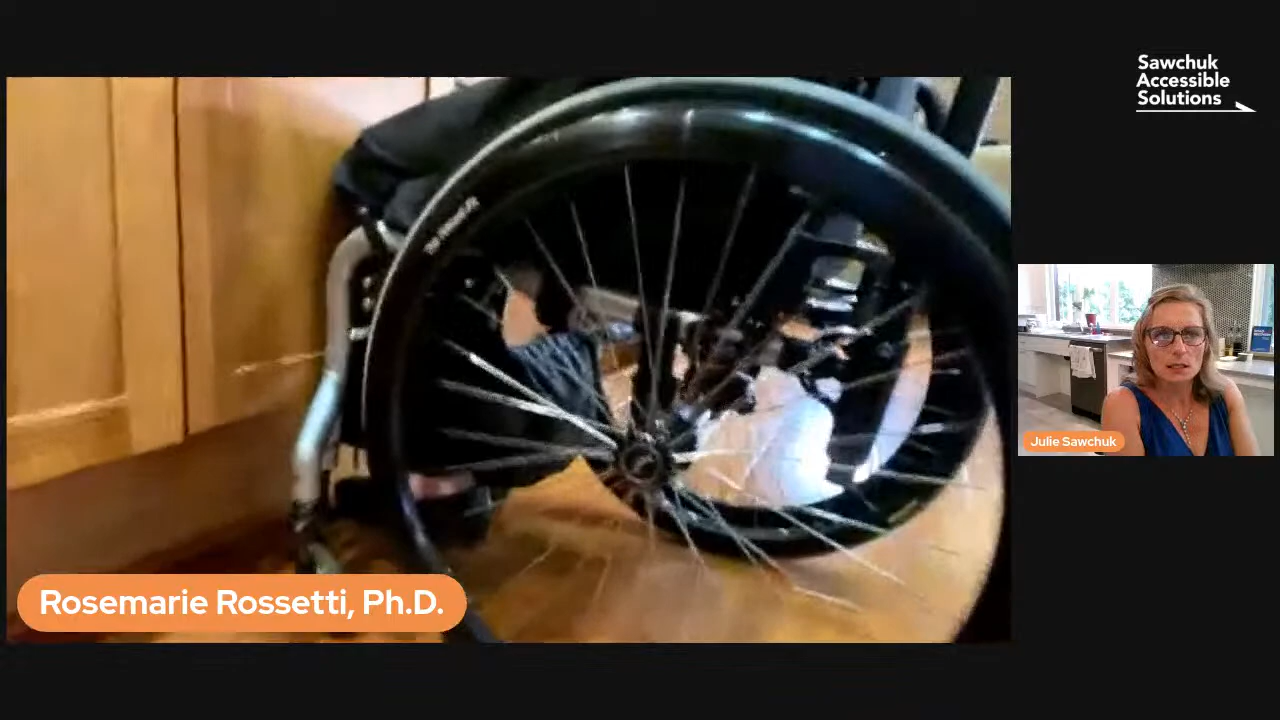 Sawchuk
Accessible
Solutions
Julie Sawchuk
Rosemarie Rossetti, Ph.D.